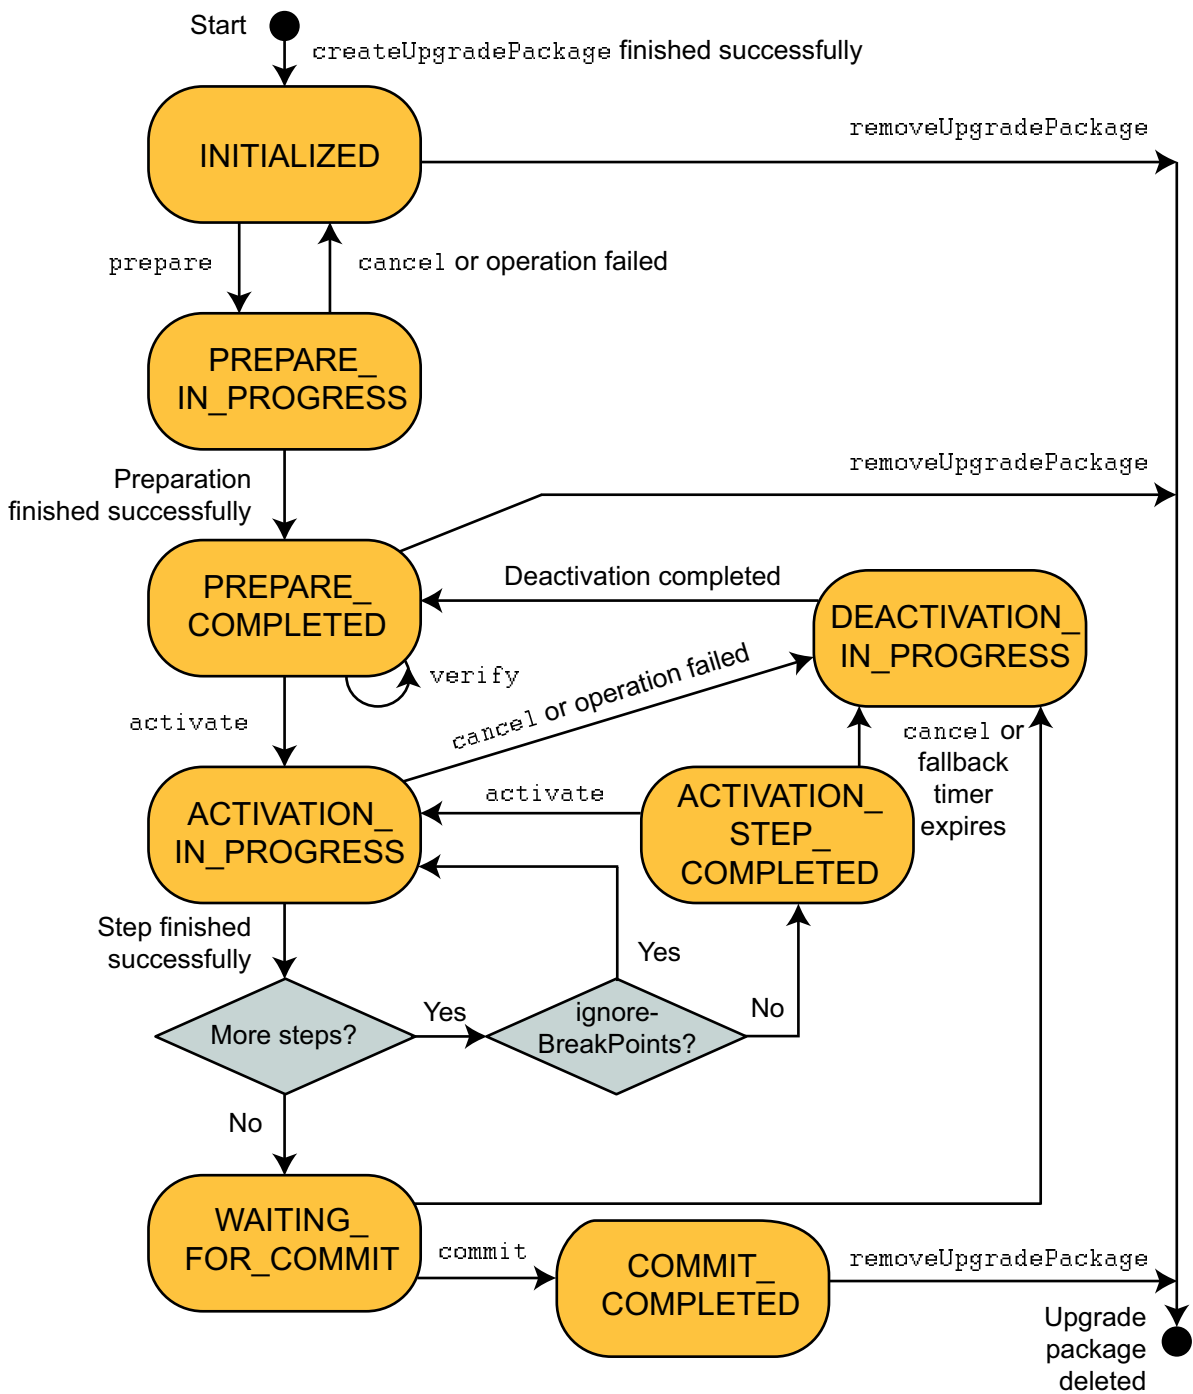 Start
createUpgradePackage finished successfully
INITIALIZED
removeUpgradePackage
prepare
cancel or operation failed
PREPARE_
IN_PROGRESS
Preparation
finished successfully
removeUpgradePackage
PREPARE_
COMPLETED
Deactivation completed
DEACTIVATION_
IN_PROGRESS
verify
cancel or operation failed
activate
cancel or
fallback
timer
expires
ACTIVATION_
IN_PROGRESS
activate
ACTIVATION_
STEP_
COMPLETED
Step finished
successfully
Yes
More steps?
Yes
ignore-
BreakPoints?
No
No
WAITING_
FOR_COMMIT
commit
COMMIT_
COMPLETED
removeUpgradePackage
Upgrade
package
deleted